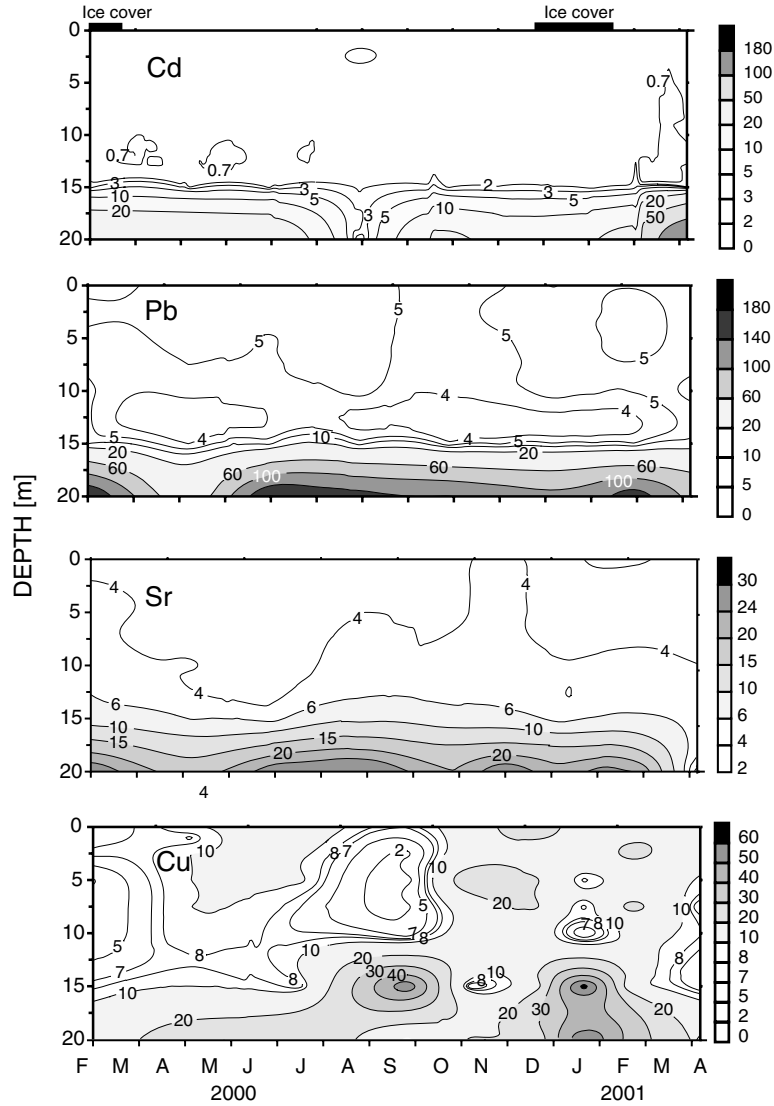 Ice cover Ice cover
0 5 10 15 20
Cd
0.7 0.7 0.7
3 3 2 3
10 5 3 5 10 5 20
20 50
180 100 50 20 10 5 3 2 0
0 5 10 15 20
Pb
5 5 5 5 5
4 4
5 4 10 4 5
20 20
60 60 100 60 100 60
180 140 100 60 20 10 5 0
DEPTH [m]
0 5 10 15 20
Sr
4 4 4 4 4
6 6 6
10 10
15 15
20 20
30 24 20 15 10 6 4 2
4
0 5 10 15 20
Cu
10 8 7 2 10
5 20 10
5 8 10 7 8 7 8 10 8
7 8 20 10
10 30 40 8
20 20 30
60 50 40 30 20 10 8 7 5 2 0
F M A M J J A S O N D J F M A
2000 2001